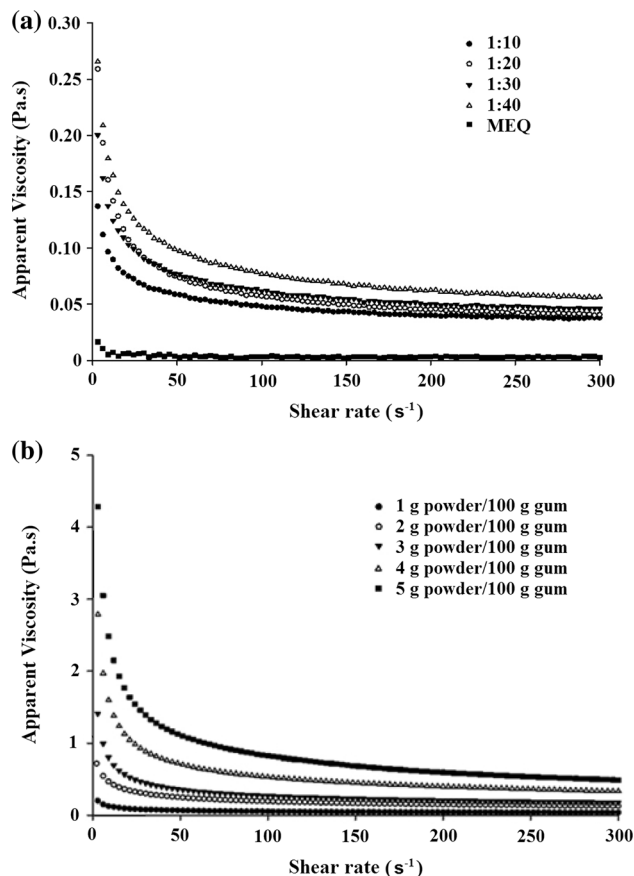 (a)
0.30
0.25
0.20
0.15
0.10
0.05
0
Apparent Viscosity (Pa.s)
1:10
1:20
1:30
1:40
MEQ
0 50 100 150 200 250 300
Shear rate (s-1)
(b)
5
4
3
2
1
0
Apparent Viscosity (Pa.s)
1 g powder/100 g gum
2 g powder/100 g gum
3 g powder/100 g gum
4 g powder/100 g gum
5 g powder/100 g gum
0 50 100 150 200 250 300
Shear rate (s-1)